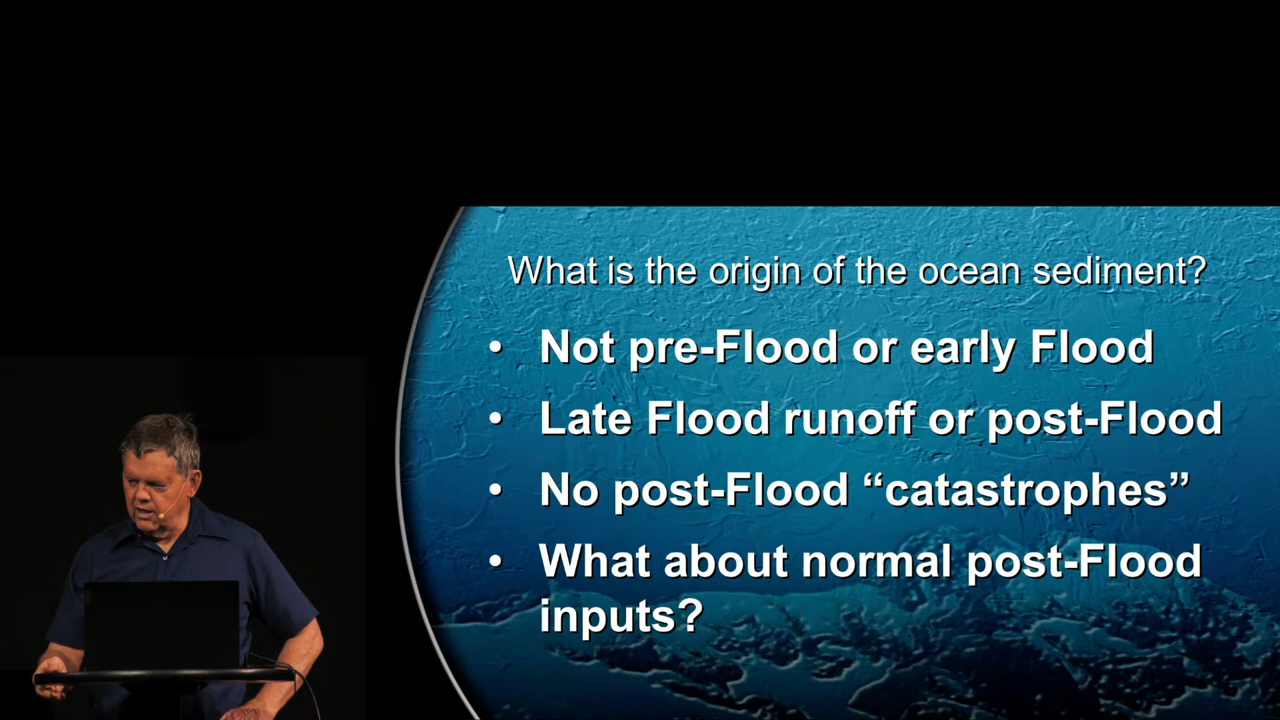 What is the origin of the ocean sediment?
• Not pre-Flood or early Flood
• Late Flood runoff or post-Flood
• No post-Flood “catastrophes”
• What about normal post-Flood
inputs?